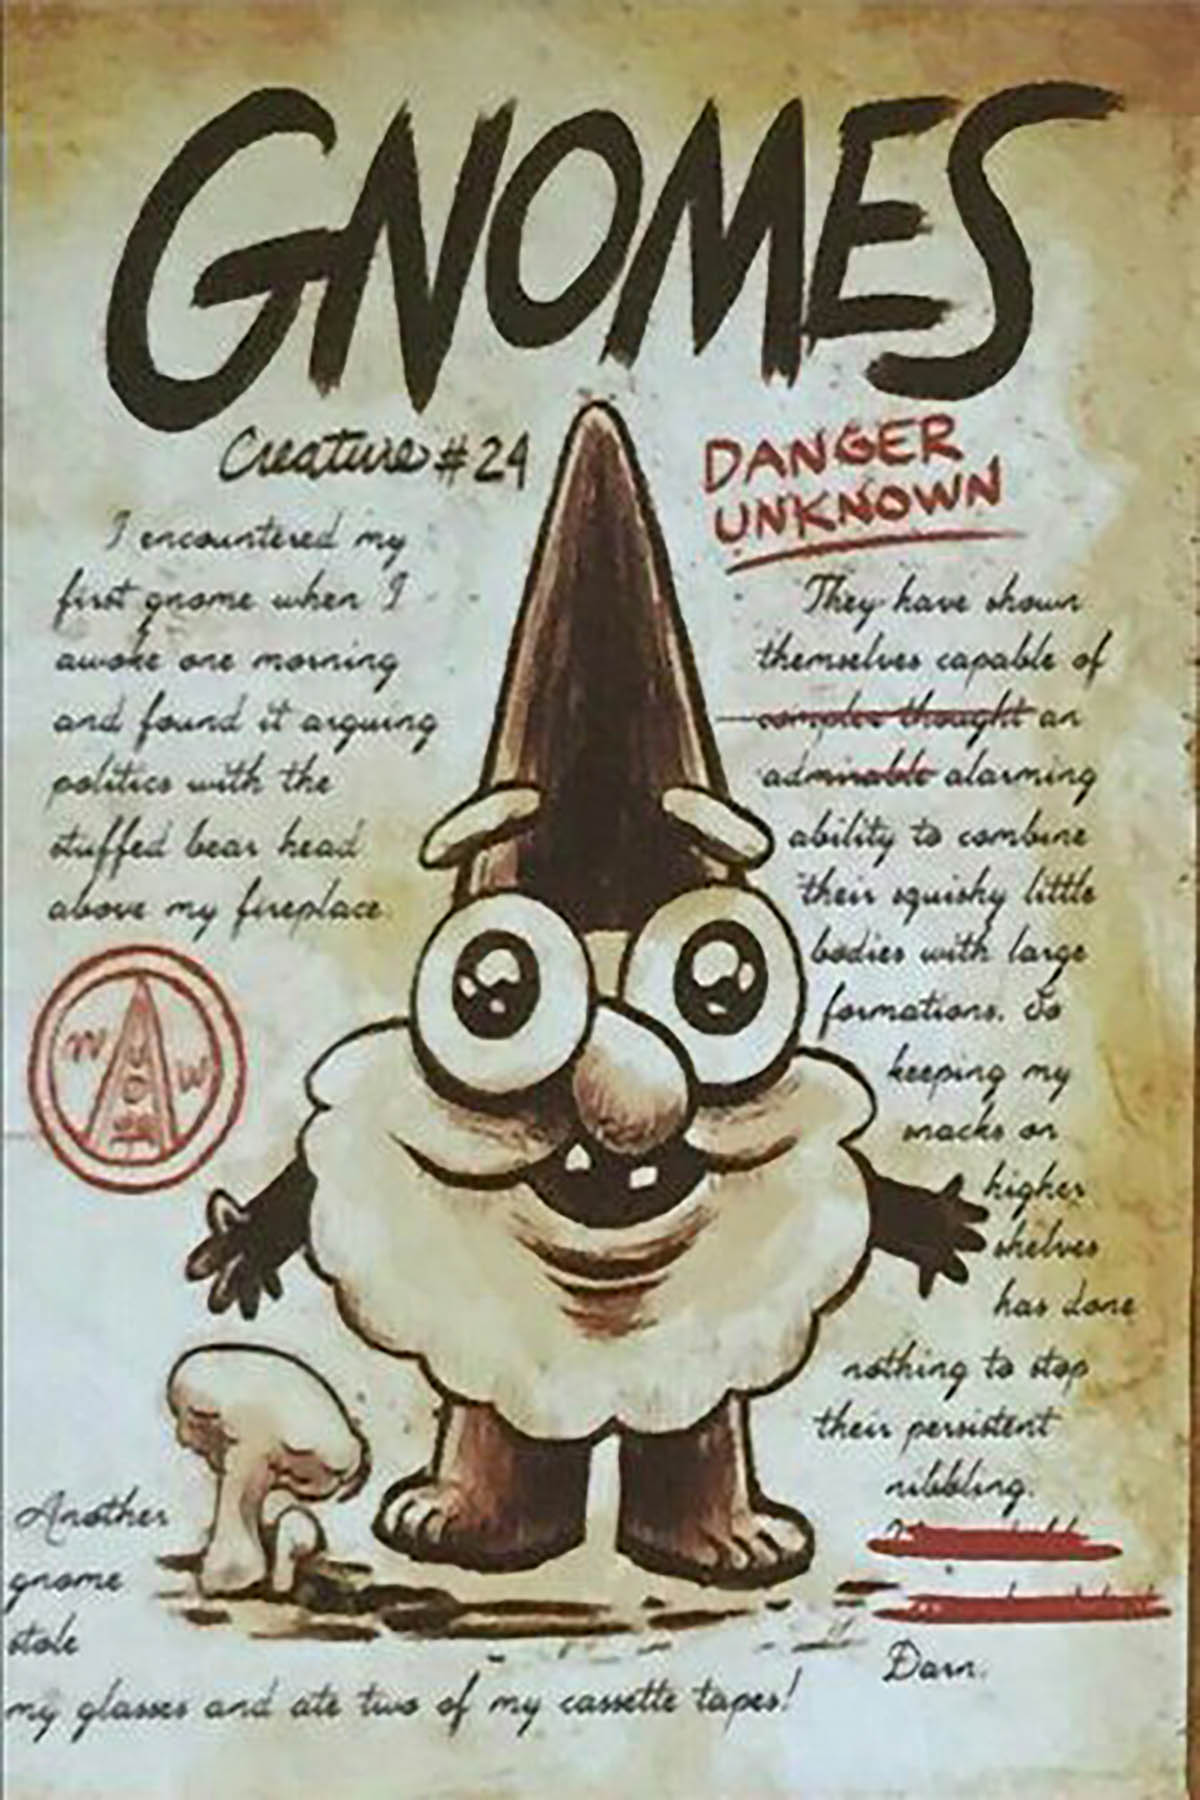 GNOMES
Creature #24
DANGER
UNKNOWN
I encountered my
first gnome when I
awoke one morning
and found it arguing
politics with the
stuffed bear head
above my fireplace.
They have shown
themselves capable of
complex thought an
admirable alarming
ability to combine
their squishy little
bodies with large
formations. So
keeping my
snacks on
higher
shelves
has done
nothing to stop
their persistent
nibbling.
Darn.
Another
gnome
stole
my glasses and ate two of my cassette tapes!